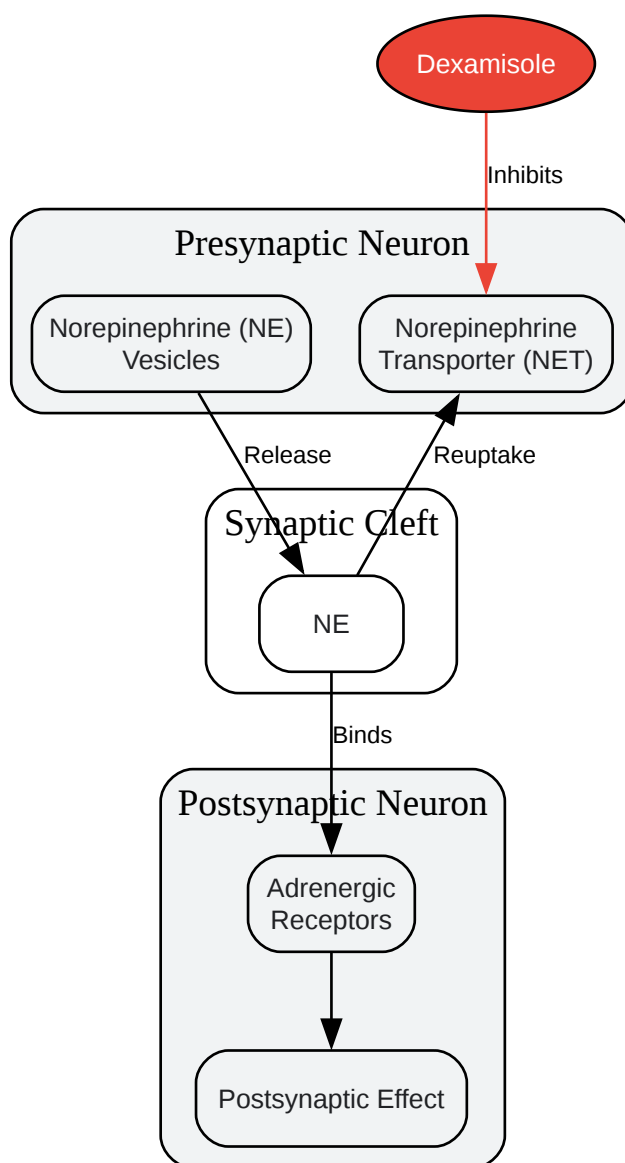 Dexamisole
Inhibits
Presynaptic Neuron
Norepinephrine (NE)
Vesicles
Norepinephrine
Transporter (NET)
Release
Reuptake
Synaptic Cleft
NE
Binds
Postsynaptic Neuron
Adrenergic
Receptors
Postsynaptic Effect